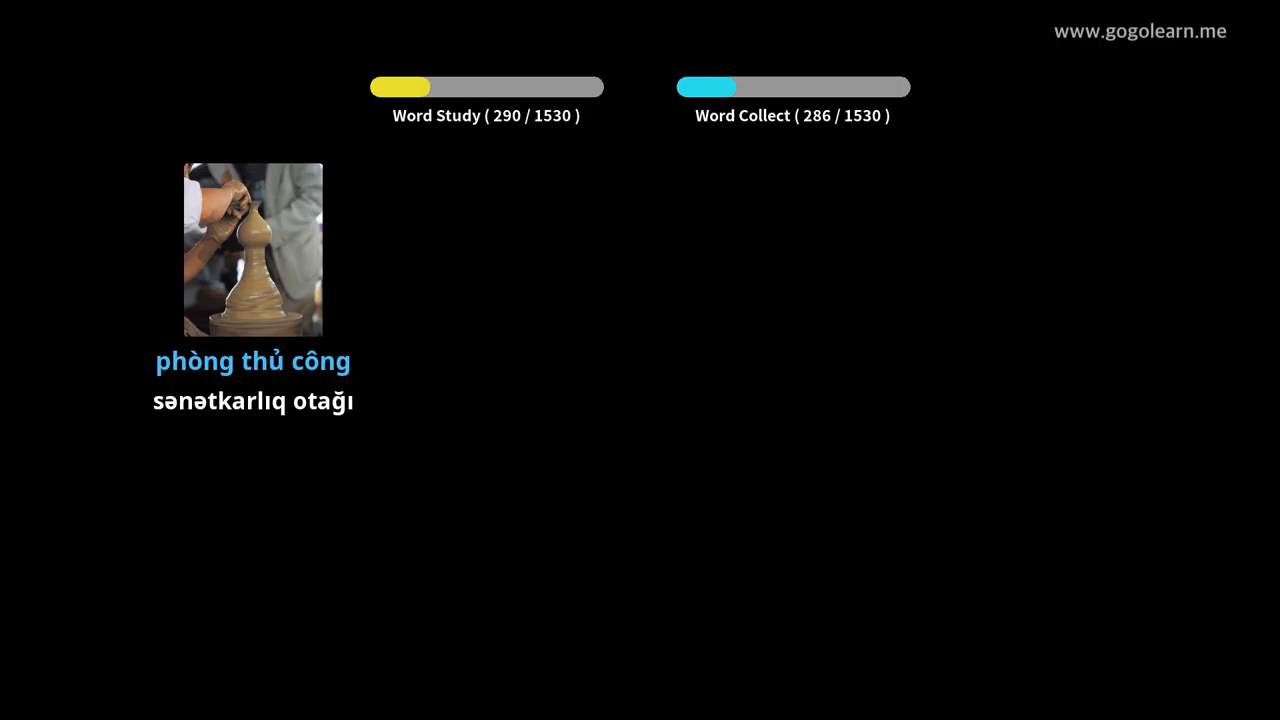 www.gogolearn.me
Word Study ( 290 / 1530 )
Word Collect ( 286 / 1530 )
phòng thủ công
sənətkarlıq otağı